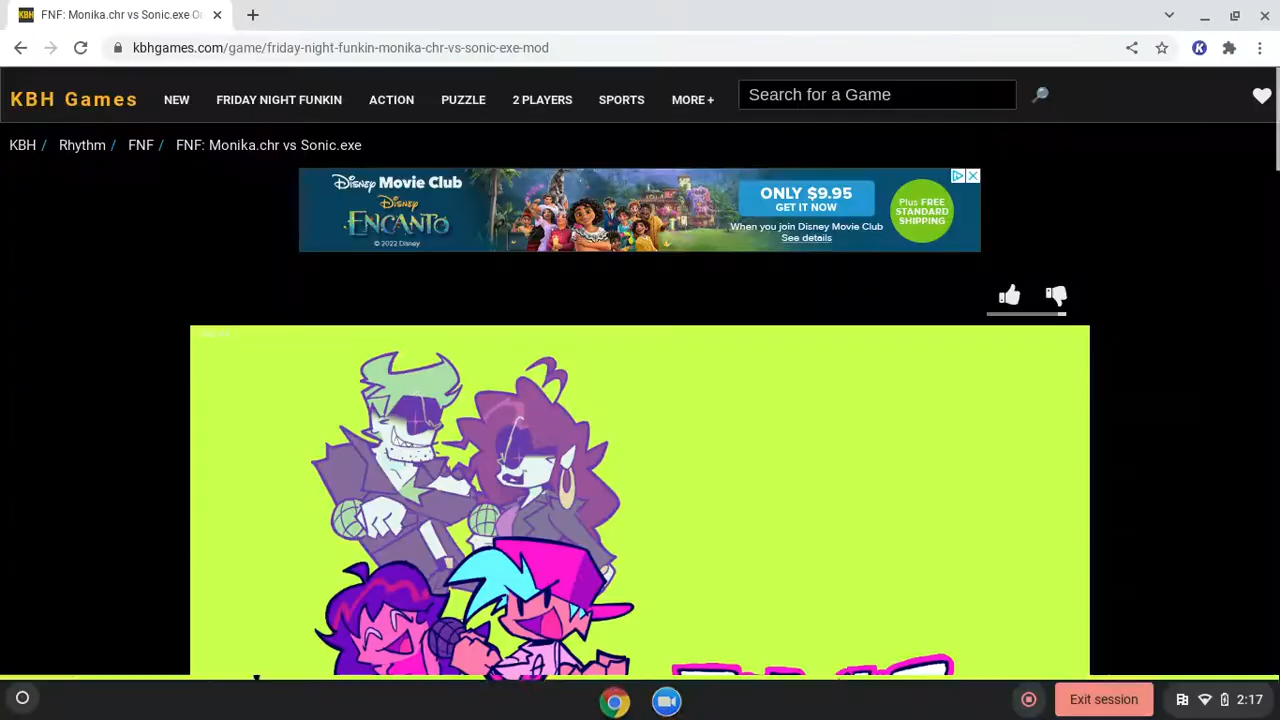 FNF: Monika.chr vs Sonic.exe O
kbhgames.com/game/friday-night-funkin-monika-chr-vs-sonic-exe-mod
KBH Games NEW FRIDAY NIGHT FUNKIN ACTION PUZZLE 2 PLAYERS SPORTS MORE + Search for a Game
KBH / Rhythm / FNF / FNF: Monika.chr vs Sonic.exe
Disney Movie Club
Disney
ENCANTO
© 2022 Disney
ONLY $9.95
GET IT NOW
When you join Disney Movie Club
See details
Plus FREE
STANDARD
SHIPPING
Exit session 2:17